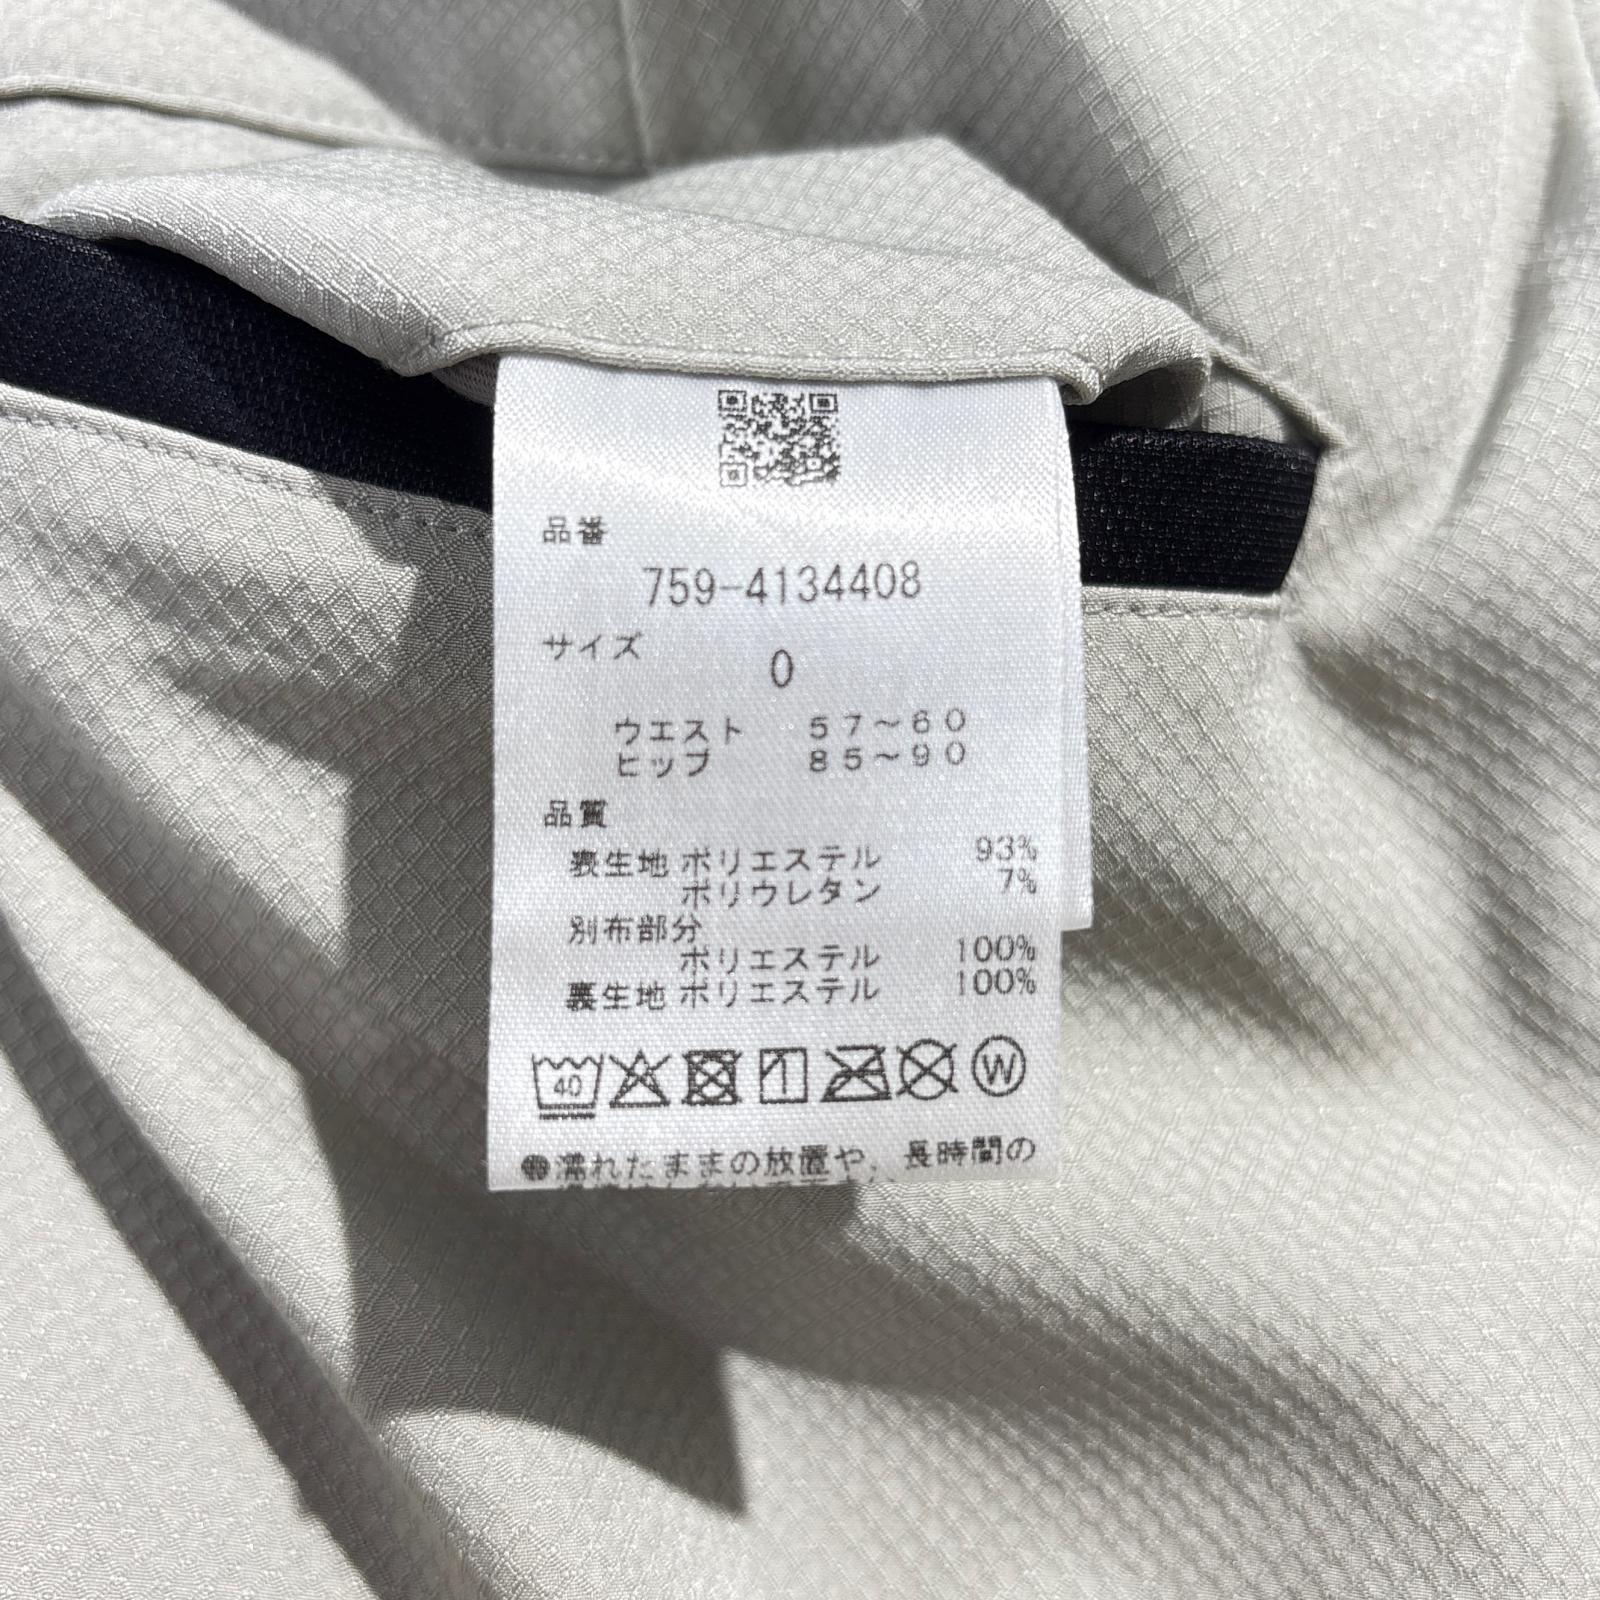 品番
759-4134408
サイズ 0
ウエスト 57～60
ヒップ 85～90
品質
表生地 ポリエステル 93%
ポリウレタン 7%
別布部分
ポリエステル 100%
裏生地 ポリエステル 100%
40 W
●濡れたままの放置や、長時間の